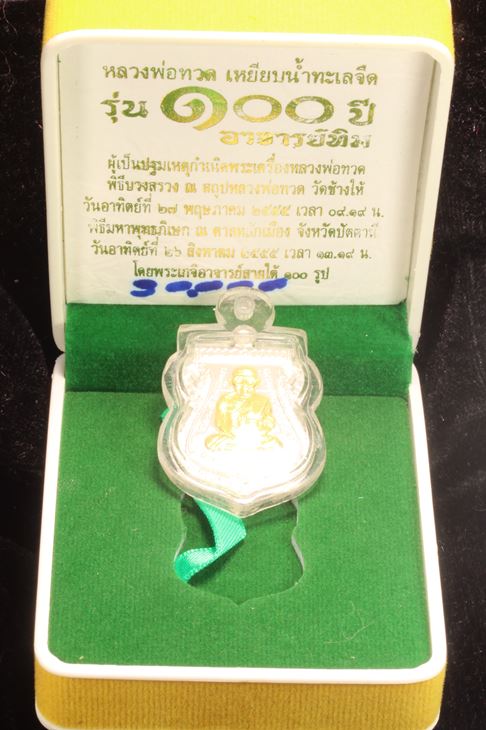 หลวงพ่อทวด เหยียบน้ำทะเลจืด
รุ่น ๑๐๐ ปี
อาจารย์ทิม
ผู้เป็นปฐมเหตุกำเนิดพระเครื่องหลวงพ่อทวด
พิธีบวงสรวง ณ สถูปหลวงพ่อทวด วัดช้างให้
วันอาทิตย์ที่ ๒๗ พฤษภาคม ๒๕๕๕ เวลา ๐๙.๑๙ น.
พิธีมหาพุทธภิเษก ณ ศาลหลักเมือง จังหวัดปัตตานี
วันอาทิตย์ที่ ๒๖ สิงหาคม ๒๕๕๕ เวลา ๑๓.๑๙ น.
โดยพระเกจิอาจารย์สายใต้ ๑๐๐ รูป